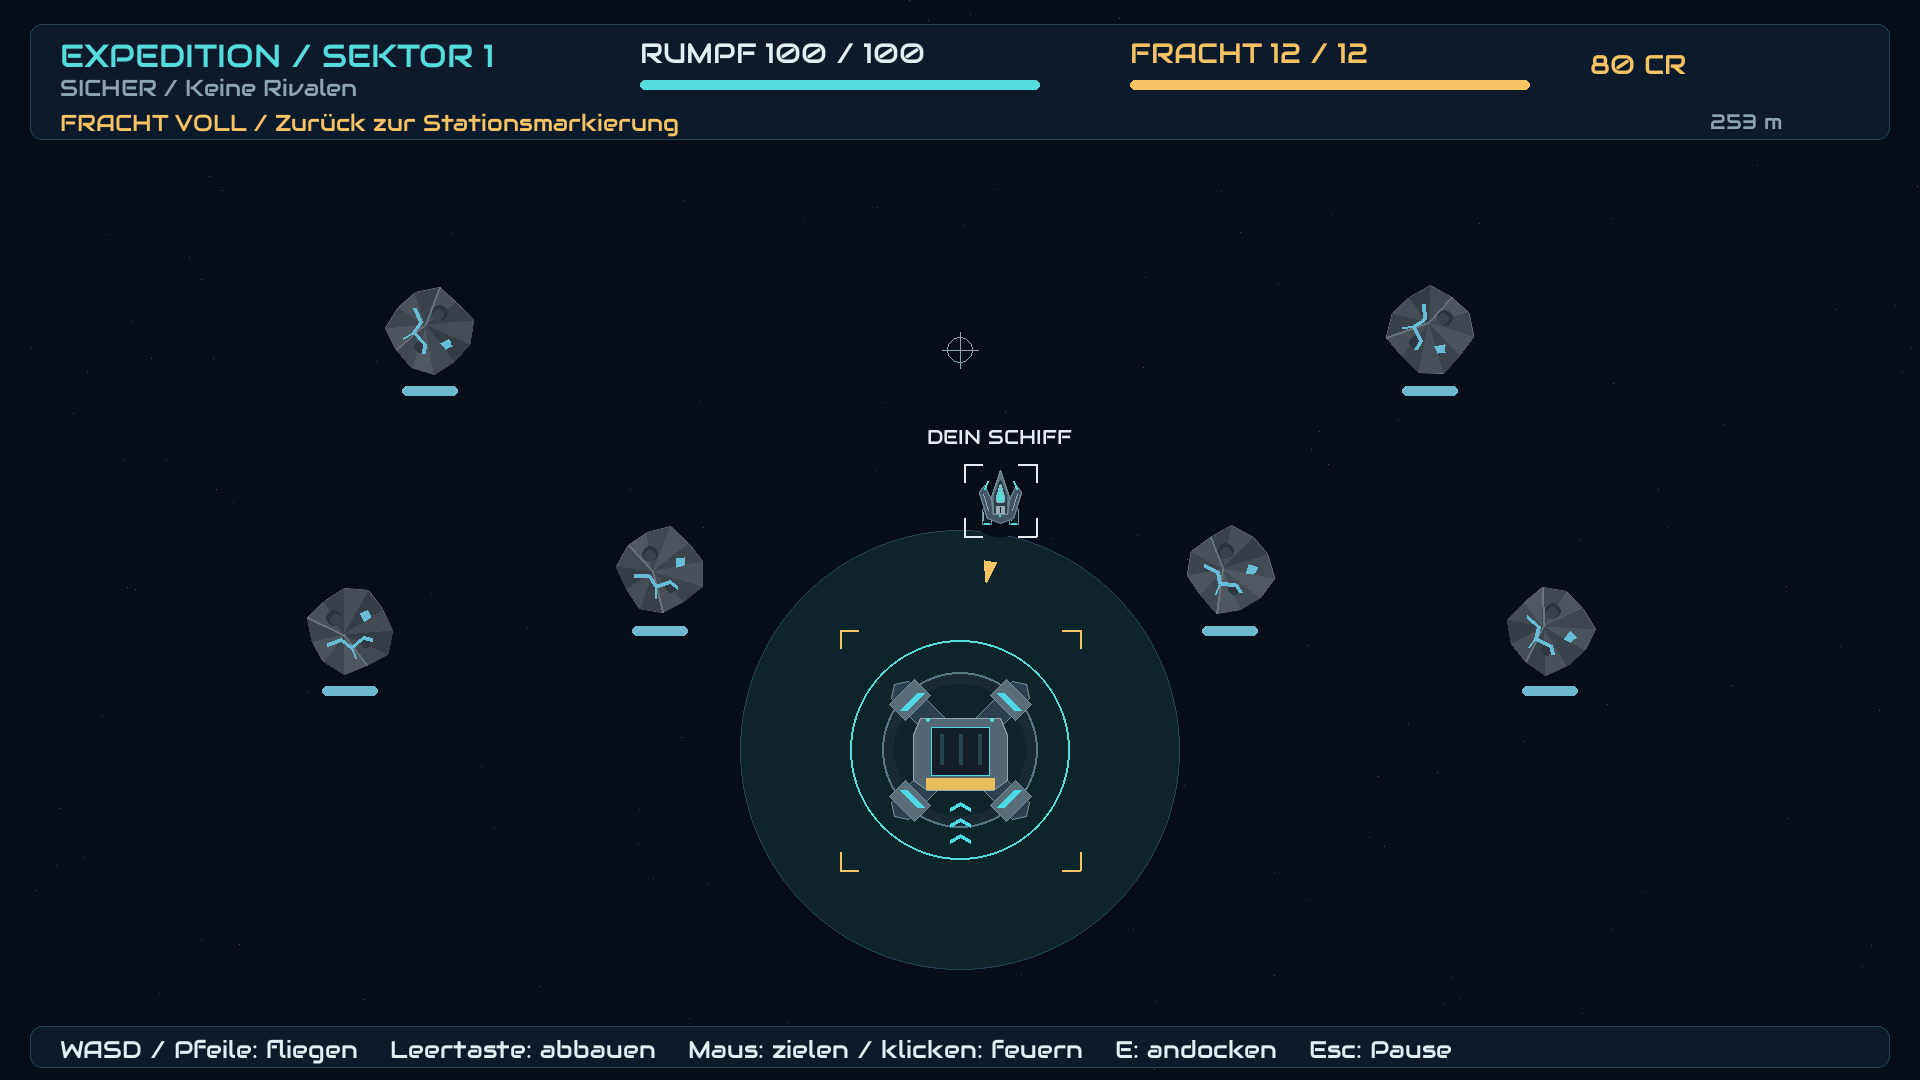 EXPEDITION / SEKTOR 1
SICHER / Keine Rivalen
FRACHT VOLL / Zurück zur Stationsmarkierung
RUMPF 100 / 100
FRACHT 12 / 12
80 CR
253 m
DEIN SCHIFF
WASD / Pfeile: fliegen Leertaste: abbauen Maus: zielen / klicken: feuern E: andocken Esc: Pause